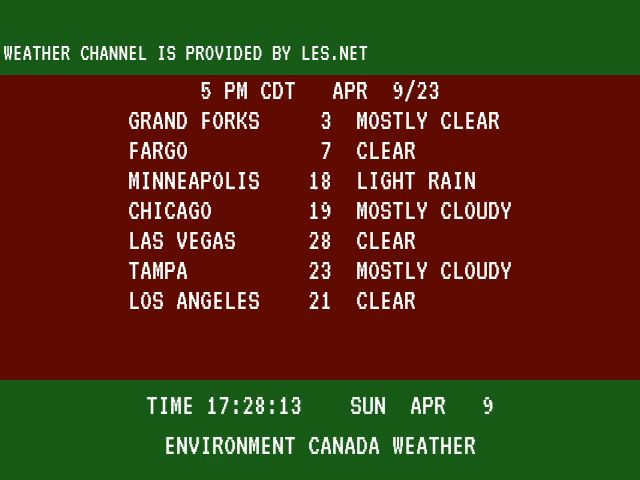 WEATHER CHANNEL IS PROVIDED BY LES.NET
5 PM CDT   APR  9/23
GRAND FORKS     3  MOSTLY CLEAR
FARGO           7  CLEAR
MINNEAPOLIS    18  LIGHT RAIN
CHICAGO        19  MOSTLY CLOUDY
LAS VEGAS      28  CLEAR
TAMPA          23  MOSTLY CLOUDY
LOS ANGELES    21  CLEAR
TIME 17:28:13    SUN  APR   9
ENVIRONMENT CANADA WEATHER